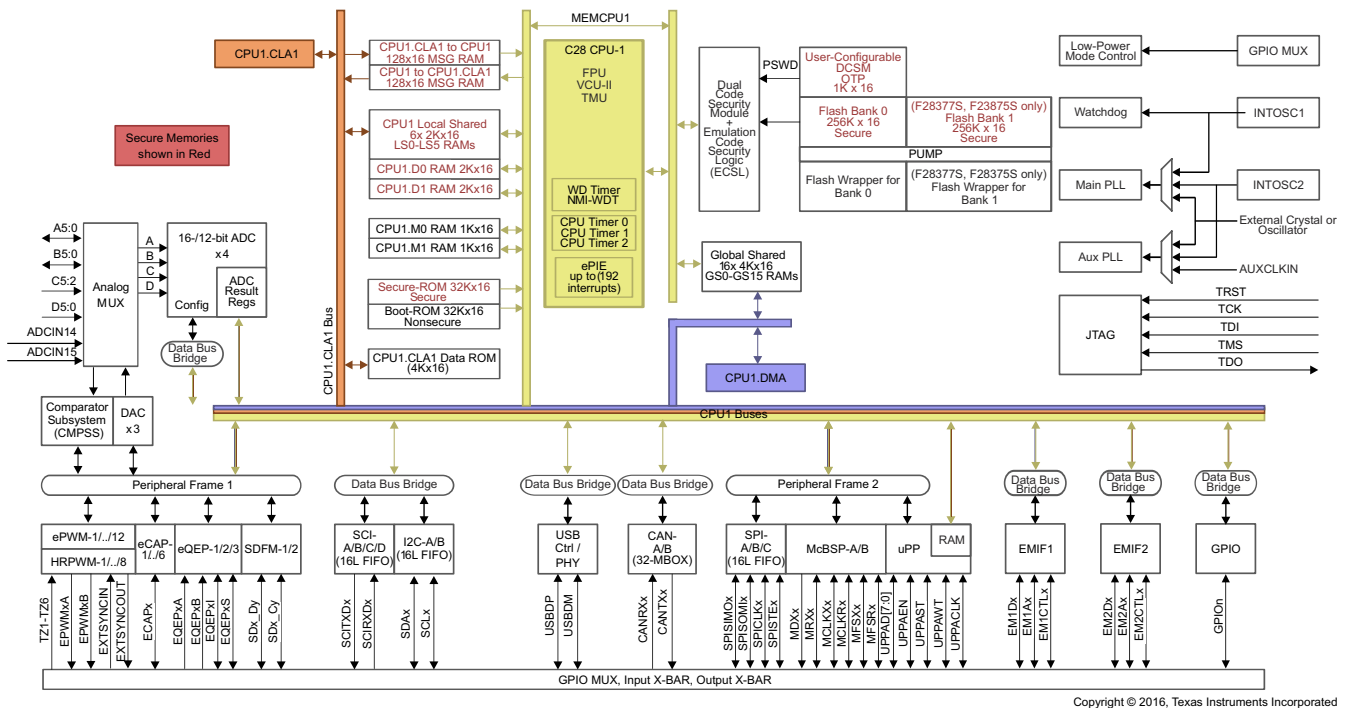 MEMCPU1
CPU1.CLA1
CPU1.CLA1 to CPU1
128x16 MSG RAM
CPU1 to CPU1.CLA1
128x16 MSG RAM
CPU1 Local Shared
6x 2Kx16
LS0-LS5 RAMs
CPU1.D0 RAM 2Kx16
CPU1.D1 RAM 2Kx16
CPU1.M0 RAM 1Kx16
CPU1.M1 RAM 1Kx16
Secure-ROM 32Kx16
Secure
Boot-ROM 32Kx16
Nonsecure
CPU1.CLA1 Data ROM
(4Kx16)
CPU1.CLA1 Bus
Secure Memories
shown in Red
C28 CPU-1
FPU
VCU-II
TMU
WD Timer
NMI-WDT
CPU Timer 0
CPU Timer 1
CPU Timer 2
ePIE
up to(192
interrupts)
Dual
Code
Security
Module
+
Emulation
Code
Security
Logic
(ECSL)
PSWD
User-Configurable
DCSM
OTP
1K x 16
Flash Bank 0
256K x 16
Secure
(F28377S, F23875S only)
Flash Bank 1
256K x 16
Secure
PUMP
Flash Wrapper for
Bank 0
(F28377S, F28375S only)
Flash Wrapper for
Bank 1
Global Shared
16x 4Kx16
GS0-GS15 RAMs
CPU1.DMA
Low-Power
Mode Control
GPIO MUX
Watchdog
INTOSC1
Main PLL
INTOSC2
External Crystal or
Oscillator
Aux PLL
AUXCLKIN
JTAG
TRST
TCK
TDI
TMS
TDO
A5:0
B5:0
C5:2
D5:0
ADCIN14
ADCIN15
Analog
MUX
A
B
C
D
16-/12-bit ADC
x4
Config
ADC
Result
Regs
Data Bus
Bridge
Comparator
Subsystem
(CMPSS)
DAC
x3
CPU1 Buses
Peripheral Frame 1
Data Bus Bridge
Data Bus Bridge
Data Bus Bridge
Peripheral Frame 2
Data Bus
Bridge
Data Bus
Bridge
Data Bus
Bridge
ePWM-1/../12
HRPWM-1/../8
eCAP-
1/../6
eQEP-1/2/3
SDFM-1/2
SCI-
A/B/C/D
(16L FIFO)
I2C-A/B
(16L FIFO)
USB
Ctrl /
PHY
CAN-
A/B
(32-MBOX)
SPI-
A/B/C
(16L FIFO)
McBSP-A/B
uPP
RAM
EMIF1
EMIF2
GPIO
TZ1-TZ6
EPWMxA
EPWMxB
EXTSYNCIN
EXTSYNCOUT
ECAPx
EQEPxA
EQEPxB
EQEPxI
EQEPxS
SDx_Dy
SDx_Cy
SCITXDx
SCIRXDx
SDAx
SCLx
USBDP
USBDM
CANRXx
CANTXx
SPISIMOx
SPISOMIx
SPICLKx
SPISTEx
MDXx
MRXx
MCLKXx
MCLKRx
MFSXx
MFSRx
UPPAD[7:0]
UPPAEN
UPPAST
UPPAWT
UPPACLK
EM1Dx
EM1Ax
EM1CTLx
EM2Dx
EM2Ax
EM2CTLx
GPIOn
GPIO MUX, Input X-BAR, Output X-BAR
Copyright © 2016, Texas Instruments Incorporated